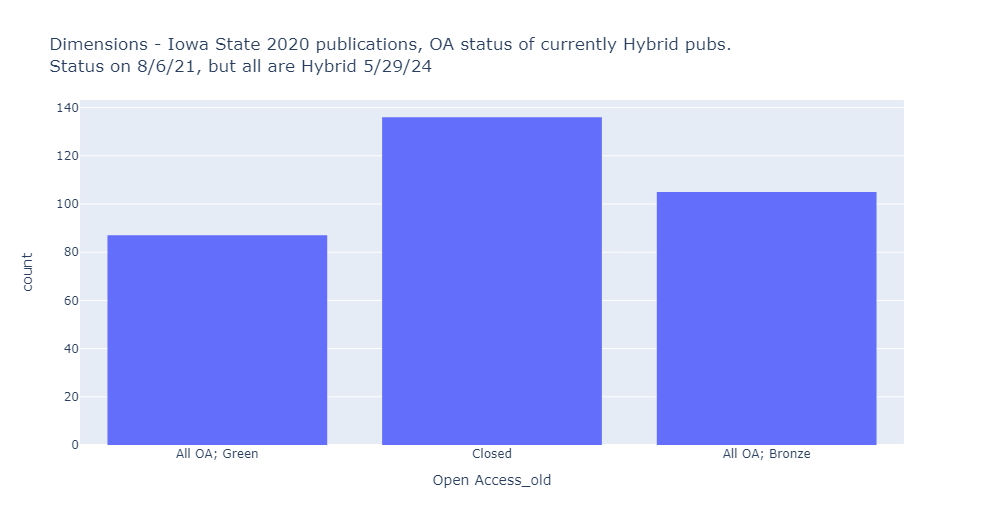 Dimensions - Iowa State 2020 publications, OA status of currently Hybrid pubs.
Status on 8/6/21, but all are Hybrid 5/29/24
140
120
100
80
60
40
20
0
count
All OA; Green
Closed
All OA; Bronze
Open Access_old